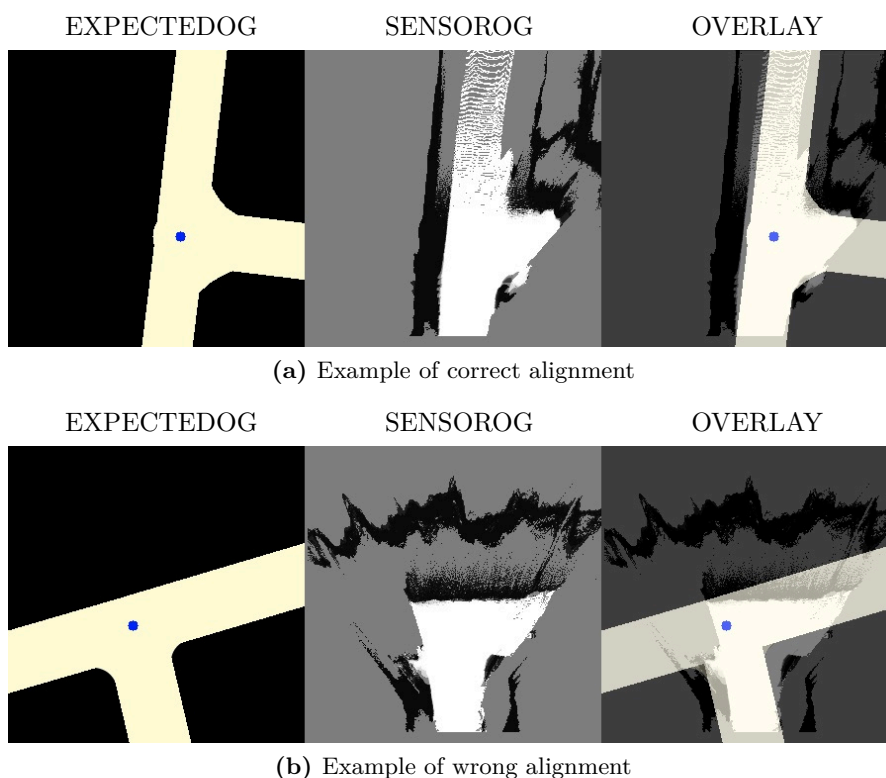 EXPECTEDOG SENSOROG OVERLAY
(a) Example of correct alignment
EXPECTEDOG SENSOROG OVERLAY
(b) Example of wrong alignment